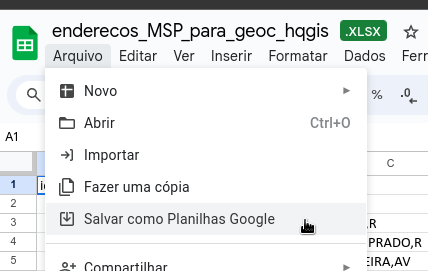 enderecos_MSP_para_geoc_hqgis .XLSX
Arquivo Editar Ver Inserir Formatar Dados
Novo
%
.0
Abrir Ctrl+O
A1
Importar
C
Fazer uma cópia
1
2
Salvar como Planilhas Google
3
4 PRADO,R
5 EIRA,AV
Compartilhar